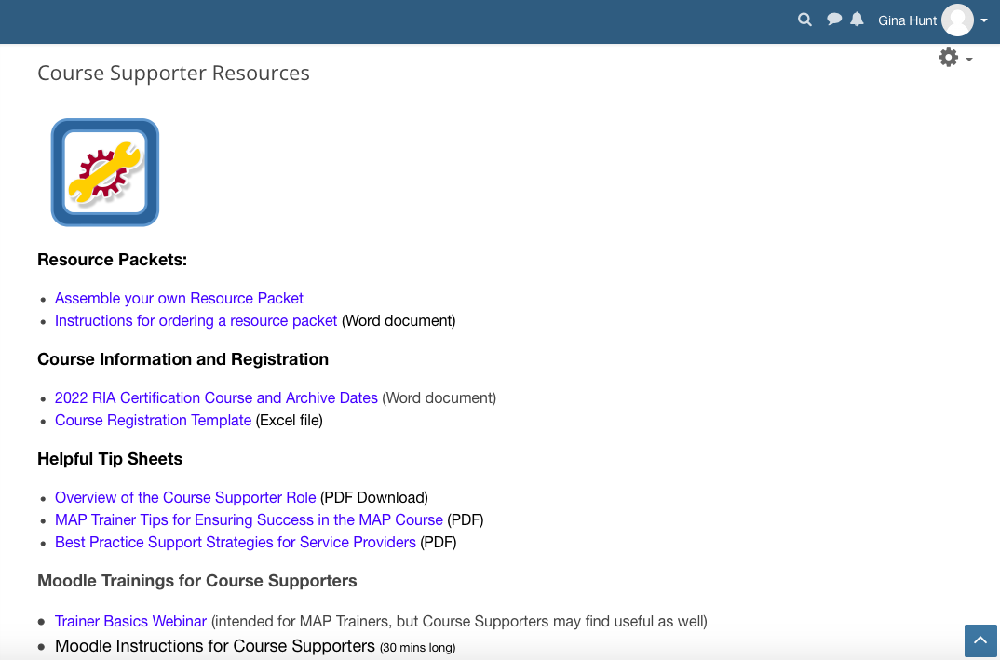 Gina Hunt
Course Supporter Resources
Resource Packets:
Assemble your own Resource Packet
Instructions for ordering a resource packet (Word document)
Course Information and Registration
2022 RIA Certification Course and Archive Dates (Word document)
Course Registration Template (Excel file)
Helpful Tip Sheets
Overview of the Course Supporter Role (PDF Download)
MAP Trainer Tips for Ensuring Success in the MAP Course (PDF)
Best Practice Support Strategies for Service Providers (PDF)
Moodle Trainings for Course Supporters
Trainer Basics Webinar (intended for MAP Trainers, but Course Supporters may find useful as well)
Moodle Instructions for Course Supporters (30 mins long)